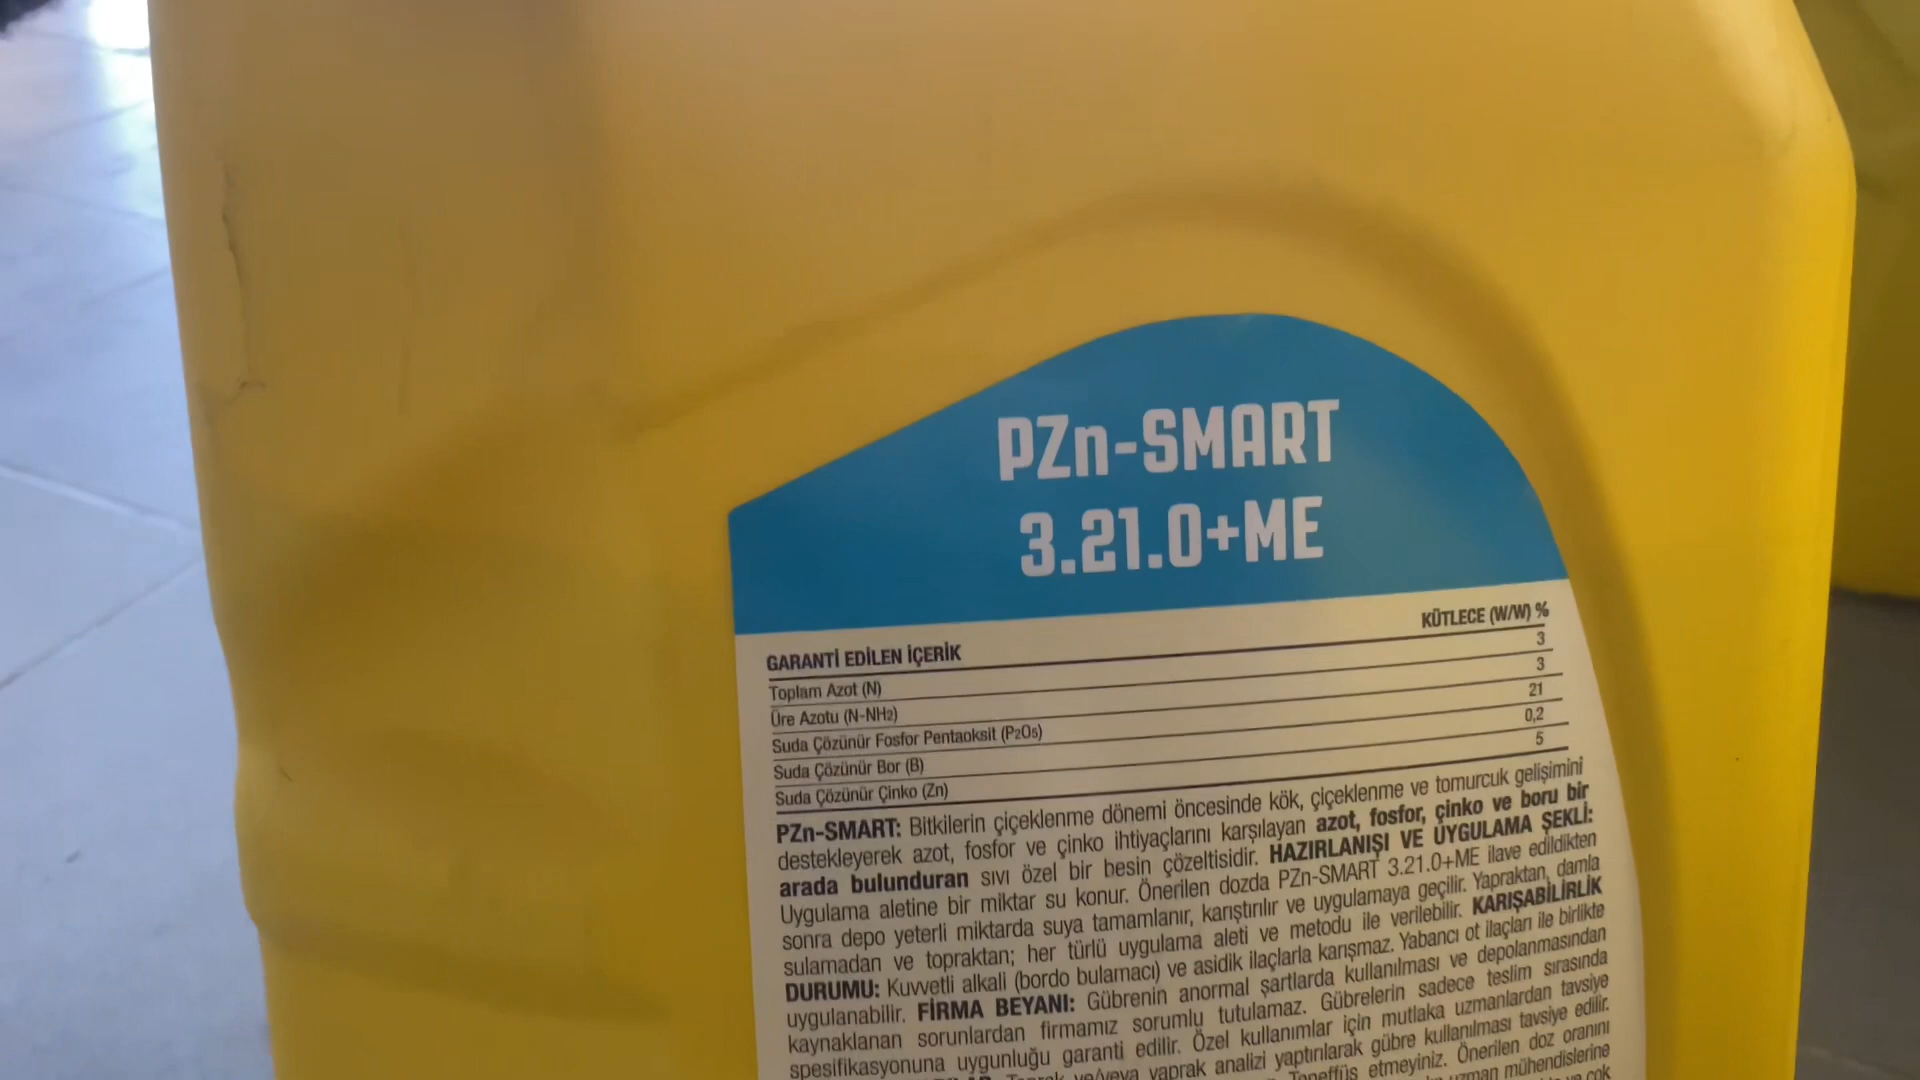 PZn-SMART
3.21.0+ME
KÜTLECE (W/W) %
GARANTİ EDİLEN İÇERİK
Toplam Azot (N) 3
Üre Azotu (N-NH2) 3
Suda Çözünür Fosfor Pentaoksit (P2O5) 21
Suda Çözünür Bor (B) 0,2
Suda Çözünür Çinko (Zn) 5
PZn-SMART: Bitkilerin çiçeklenme dönemi öncesinde kök, çiçeklenme ve tomurcuk gelişimini
destekleyerek azot, fosfor ve çinko ihtiyaçlarını karşılayan azot, fosfor, çinko ve boru bir
arada bulunduran sıvı özel bir besin çözeltisidir. HAZIRLANIŞI VE UYGULAMA ŞEKLİ:
Uygulama aletine bir miktar su konur. Önerilen dozda PZn-SMART 3.21.0+ME ilave edildikten
sonra depo yeterli miktarda suya tamamlanır, karıştırılır ve uygulamaya geçilir. Yapraktan, damla
sulamadan ve topraktan; her türlü uygulama aleti ve metodu ile verilebilir. KARIŞABİLİRLİK
DURUMU: Kuvvetli alkali (bordo bulamacı) ve asidik ilaçlarla karışmaz. Yabancı ot ilaçları ile birlikte
uygulanabilir. FİRMA BEYANI: Gübrenin anormal şartlarda kullanılması ve depolanmasından
kaynaklanan sorunlardan firmamız sorumlu tutulamaz. Gübrelerin sadece teslim sırasında
spesifikasyonuna uygunluğu garanti edilir. Özel kullanımlar için mutlaka uzmanlardan tavsiye
Toprak ve/veya yaprak analizi yaptırılarak gübre kullanılması tavsiye edilir.
Teneffüs etmeyiniz. Önerilen doz oranını
uzman mühendislerine
çok